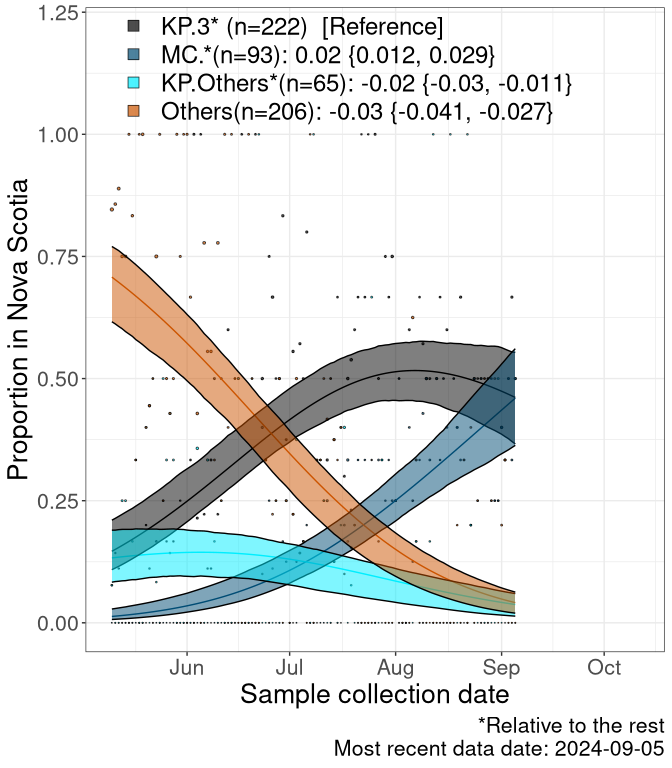 KP.3* (n=222)  [Reference]
MC.*(n=93): 0.02 {0.012, 0.029}
KP.Others*(n=65): -0.02 {-0.03, -0.011}
Others(n=206): -0.03 {-0.041, -0.027}
1.25
1.00
0.75
0.50
0.25
0.00
Proportion in Nova Scotia
Jun Jul Aug Sep Oct
Sample collection date
*Relative to the rest
Most recent data date: 2024-09-05